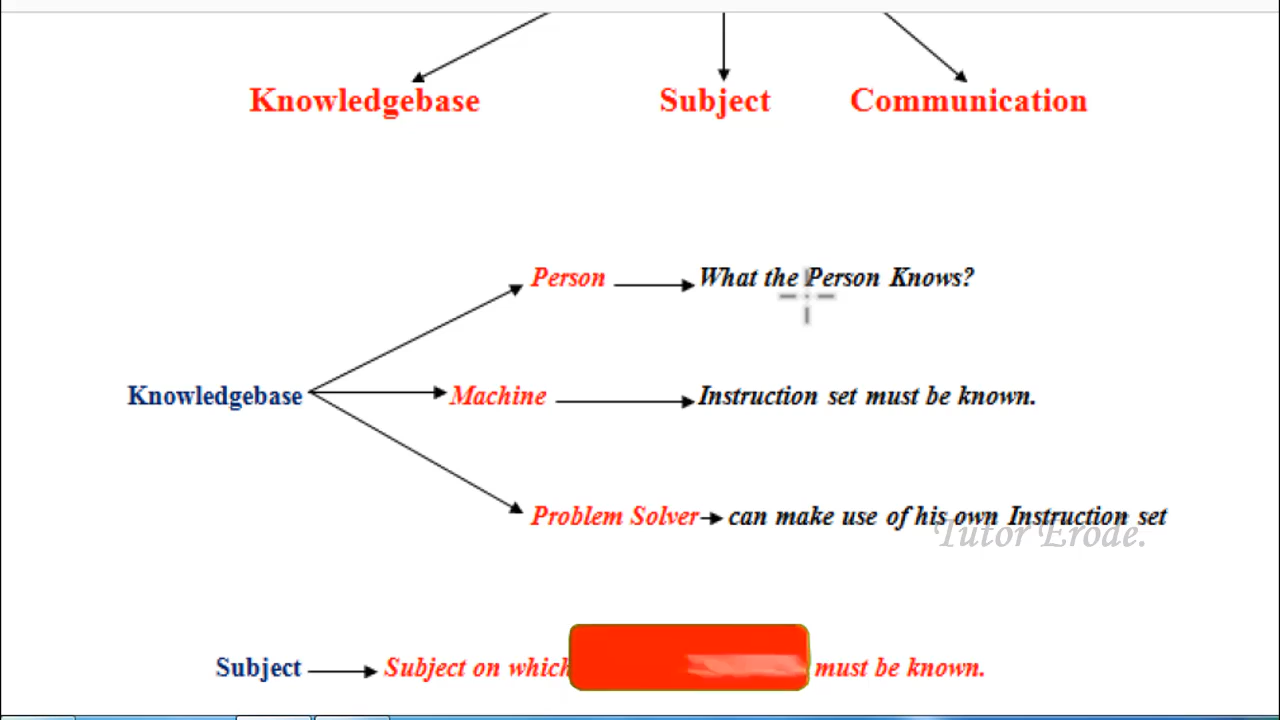 Knowledgebase Subject Communication
Person What the Person Knows?
Knowledgebase Machine Instruction set must be known.
Problem Solver can make use of his own Instruction set
Tutor Erode.
Subject Subject on which must be known.